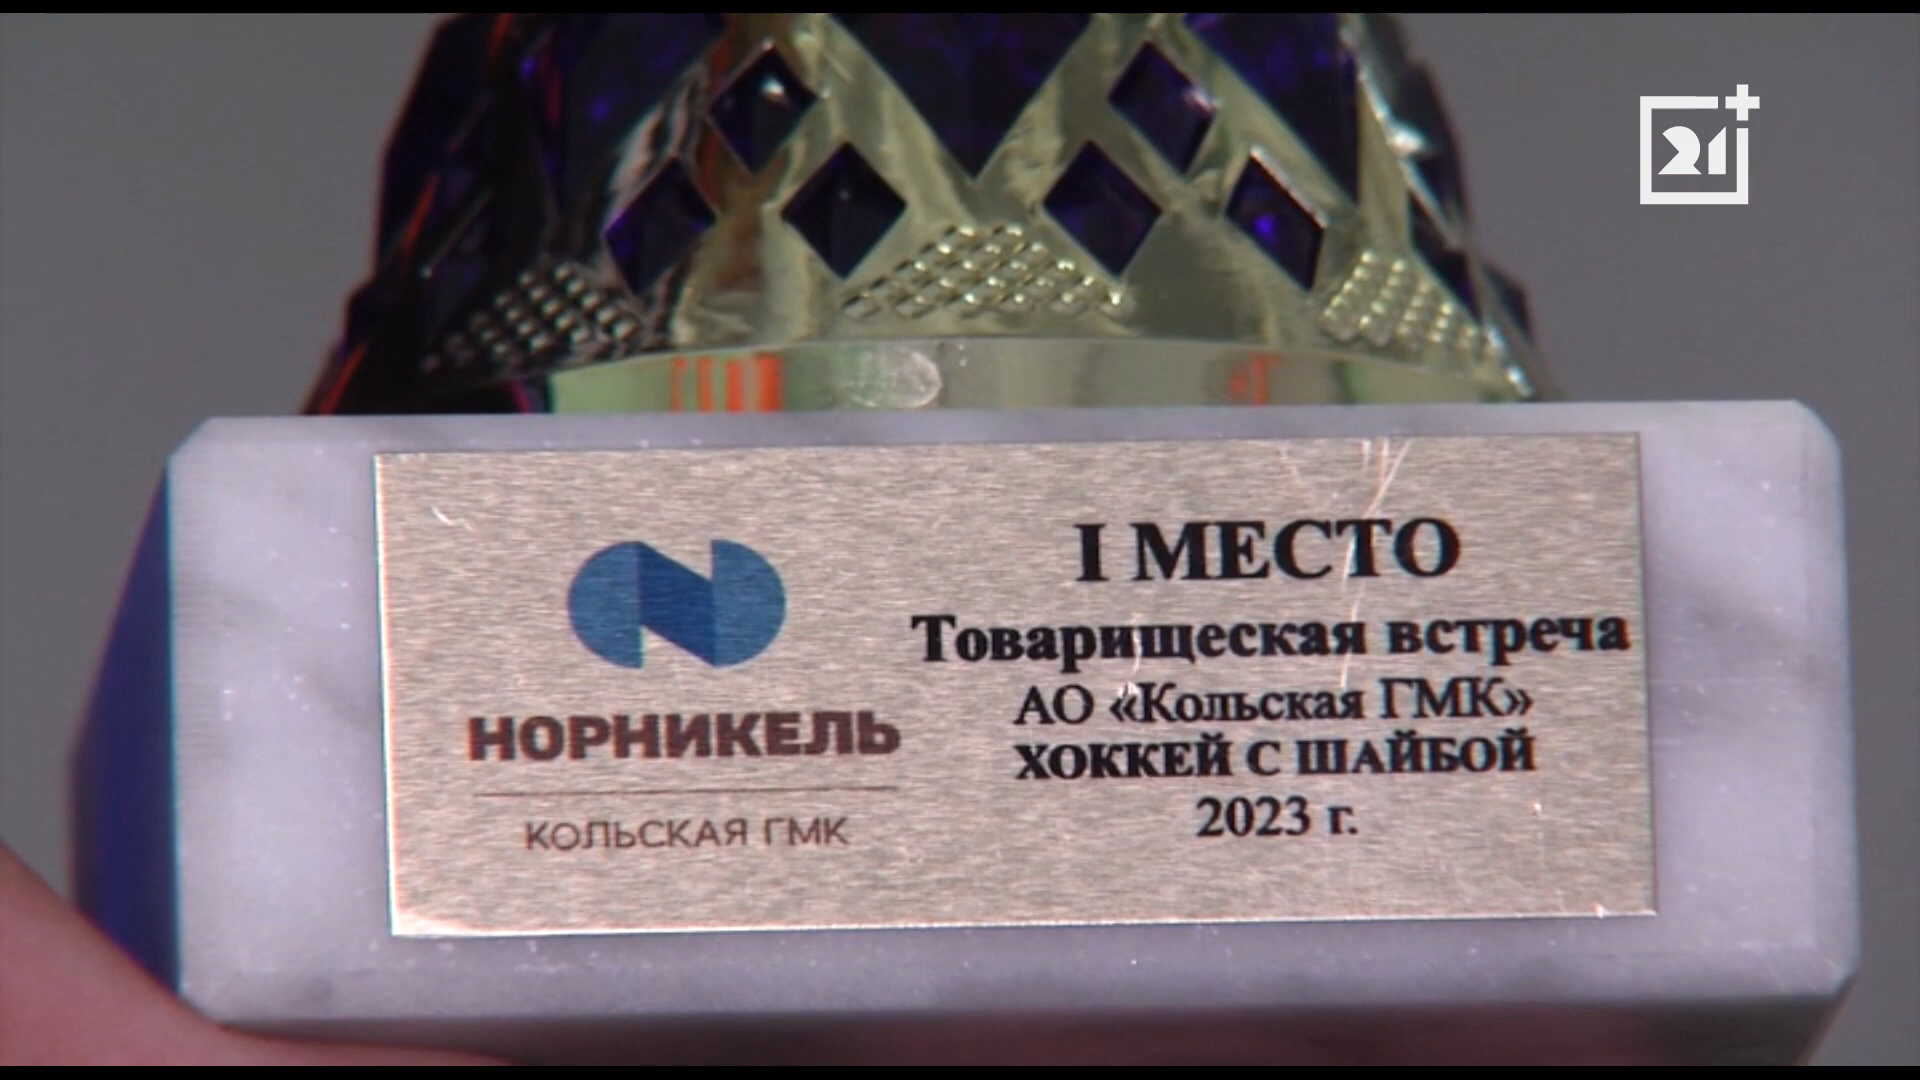 21+
НОРНИКЕЛЬ
КОЛЬСКАЯ ГМК
I МЕСТО
Товарищеская встреча
АО «Кольская ГМК»
ХОККЕЙ С ШАЙБОЙ
2023 г.